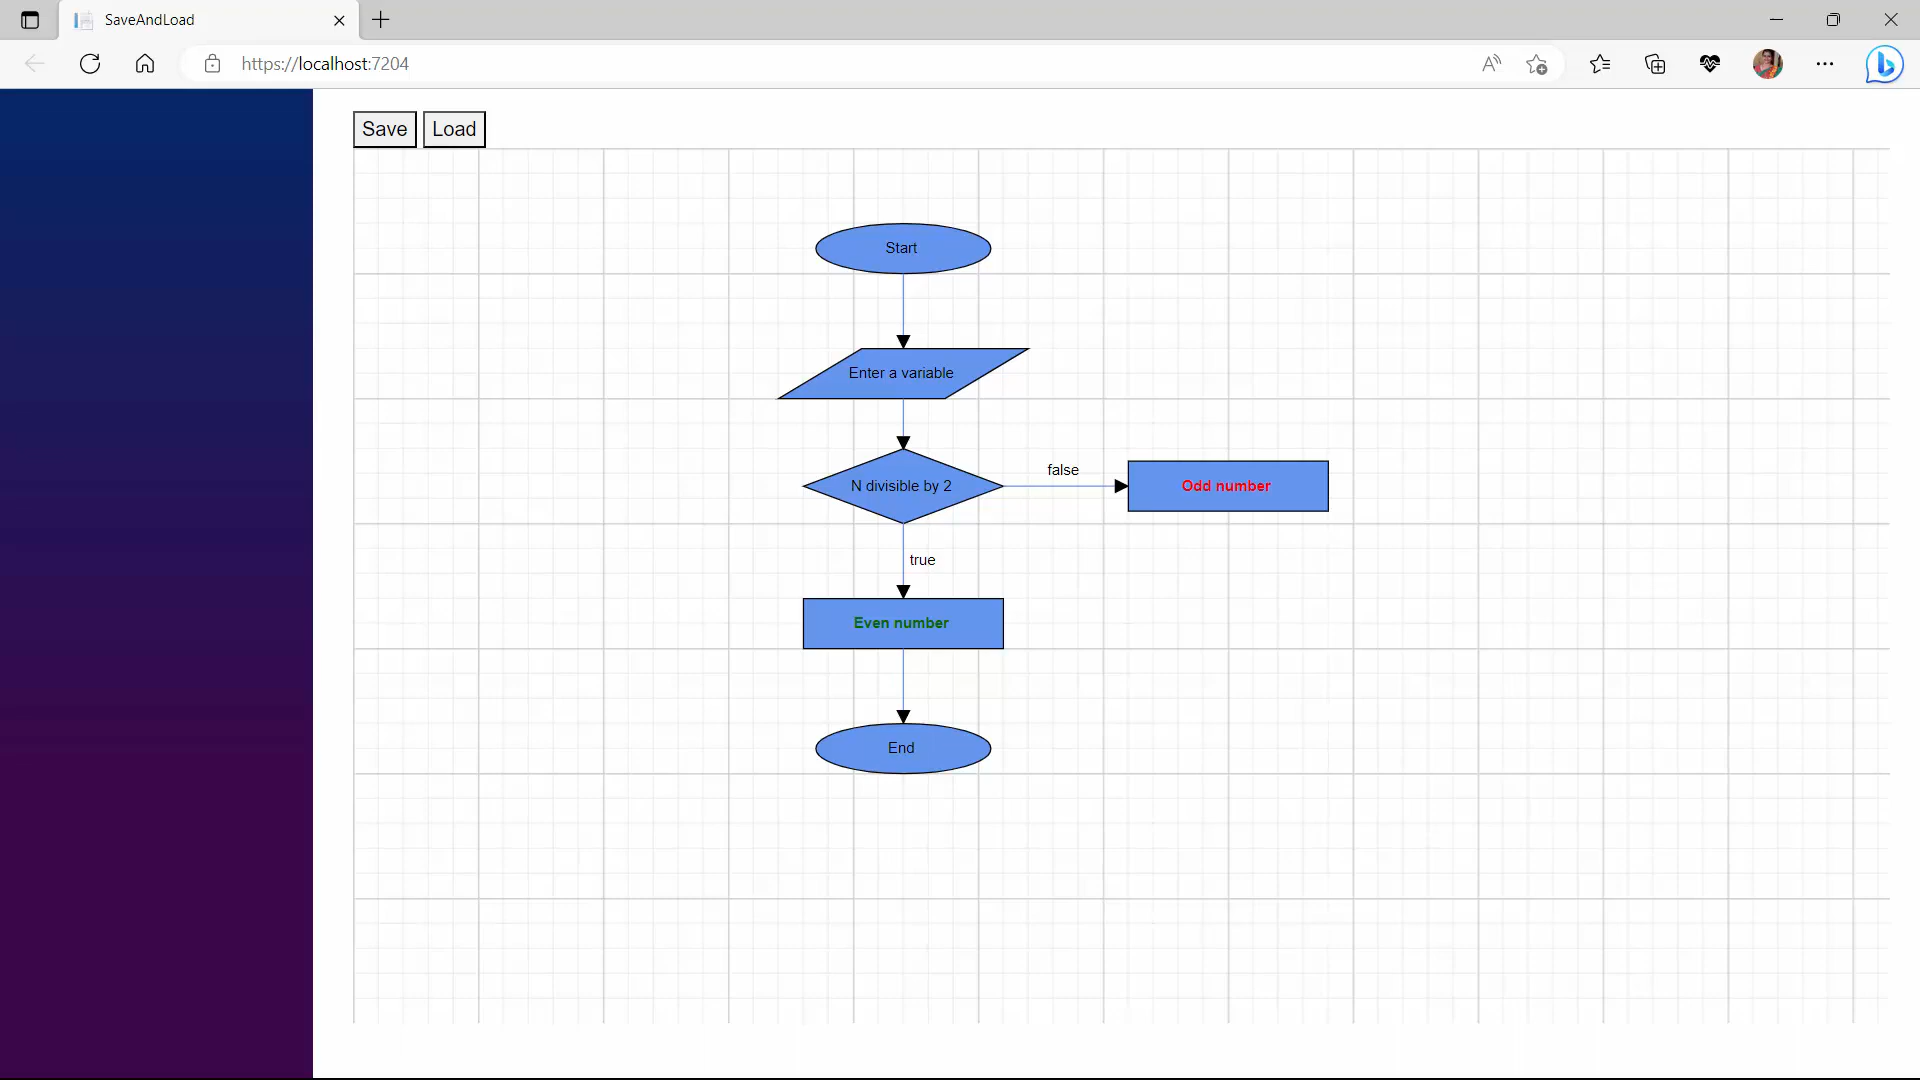 SaveAndLoad
https://localhost:7204
Save Load
Start
Enter a variable
N divisible by 2
false
Odd number
true
Even number
End